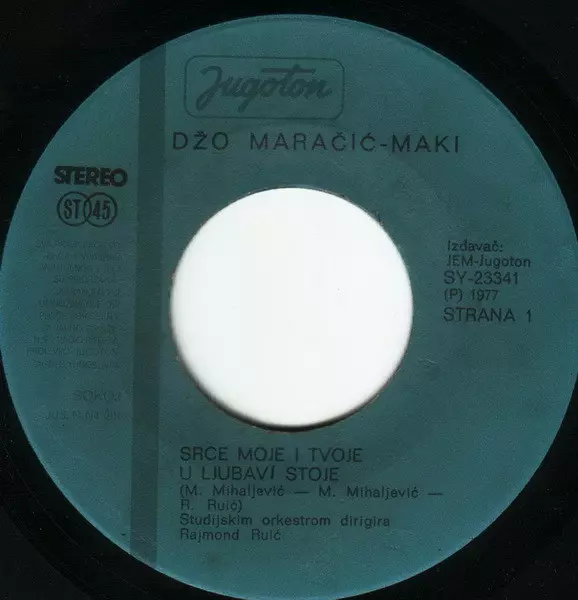 Jugoton
DŽO MARAČIĆ-MAKI
STEREO
ST 45
Izdavač:
JEM-Jugoton
SY-23341
(P) 1977
STRANA 1
SOKOJ
SRCE MOJE I TVOJE
U LJUBAVI STOJE
(M. Mihaljević — M. Mihaljević —
R. Ruić)
Studijskim orkestrom dirigira
Rajmond Ruić